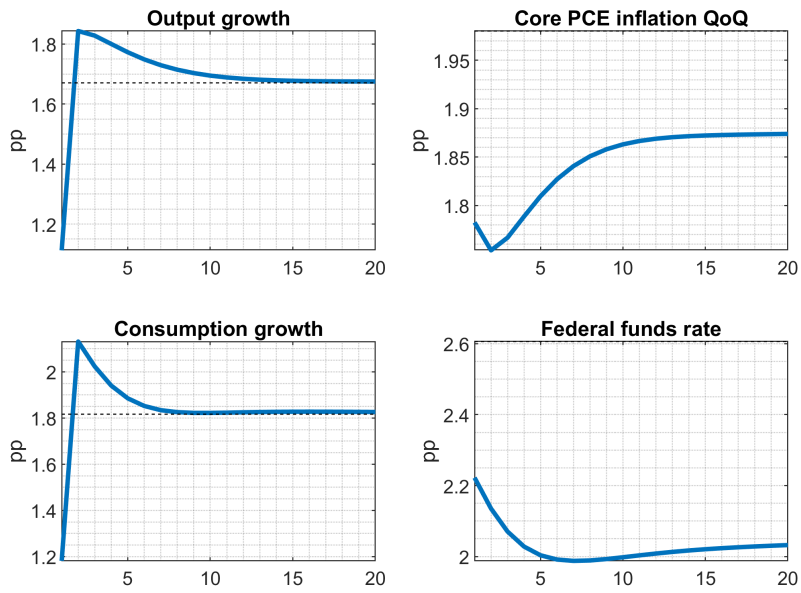 Output growth
pp
1.8
1.6
1.4
1.2
5 10 15 20
Core PCE inflation QoQ
pp
1.95
1.9
1.85
1.8
5 10 15 20
Consumption growth
pp
2
1.8
1.6
1.4
1.2
5 10 15 20
Federal funds rate
pp
2.6
2.4
2.2
2
5 10 15 20